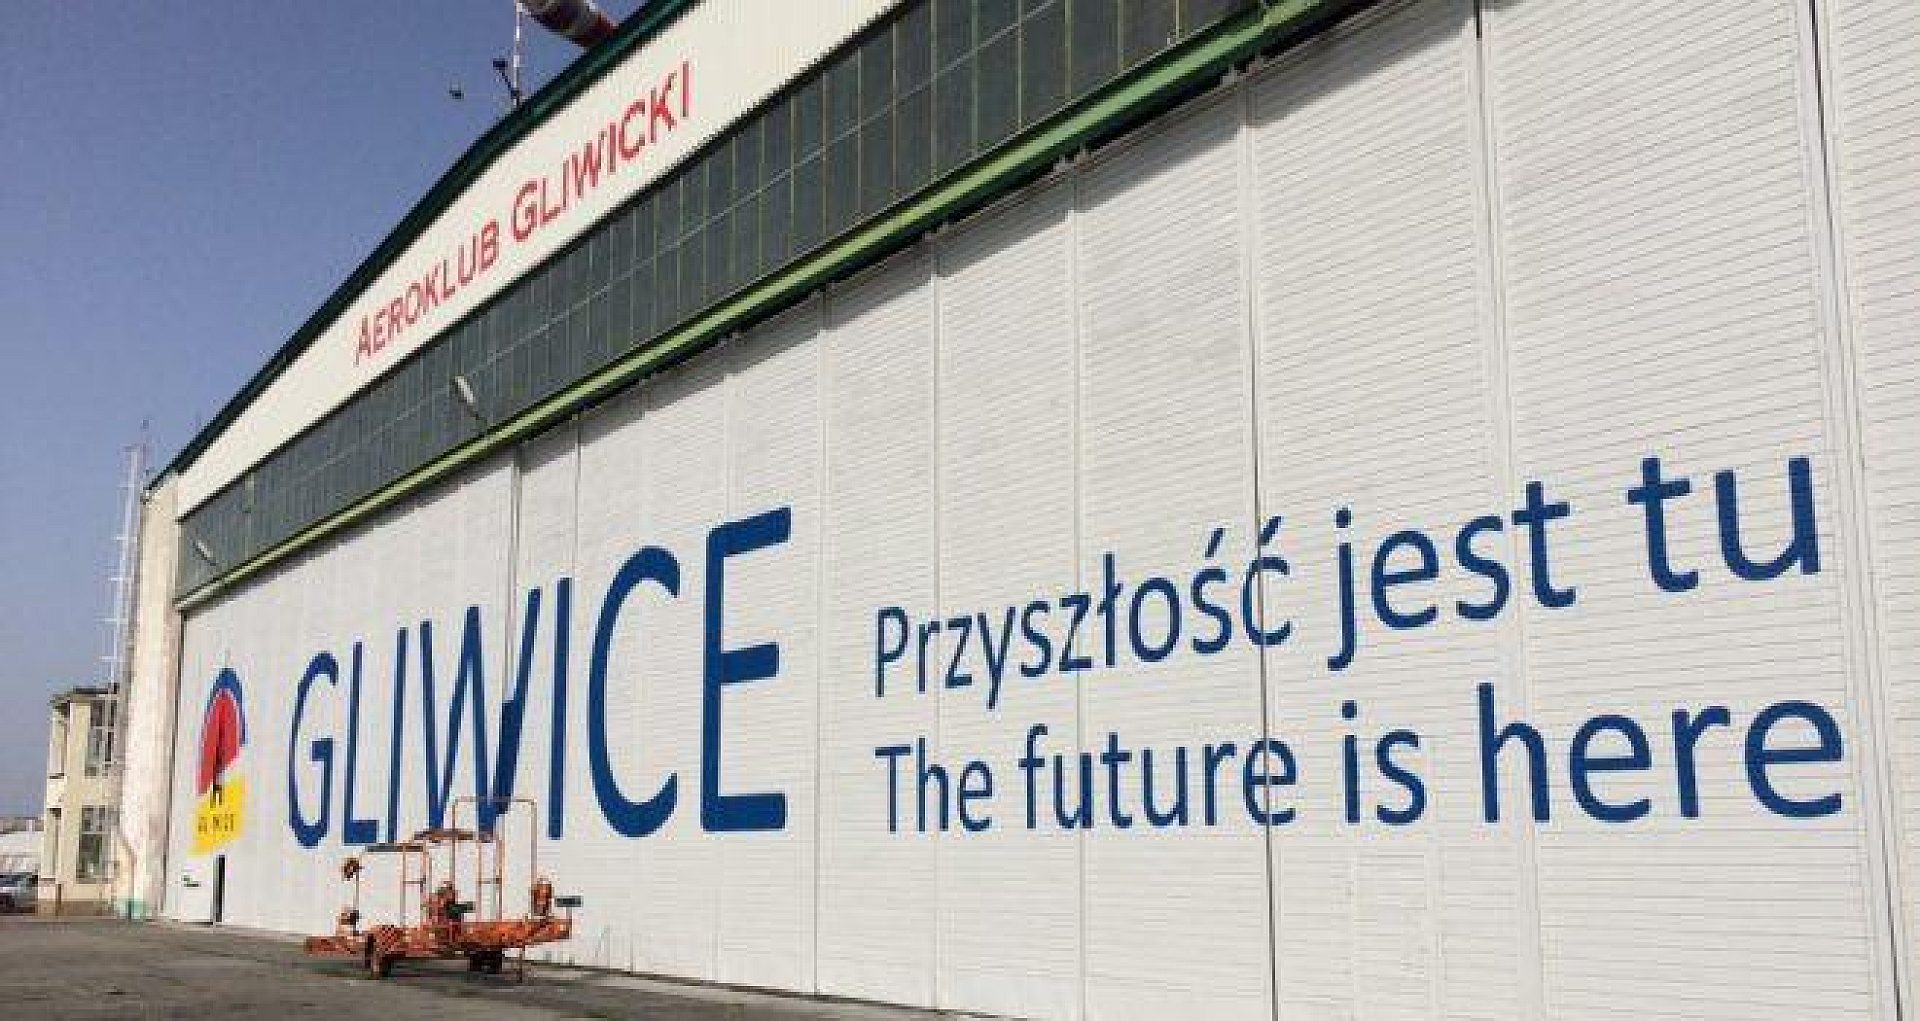 AEROKLUB GLIWICKI
GLIWICE
Przyszłość jest tu
The future is here